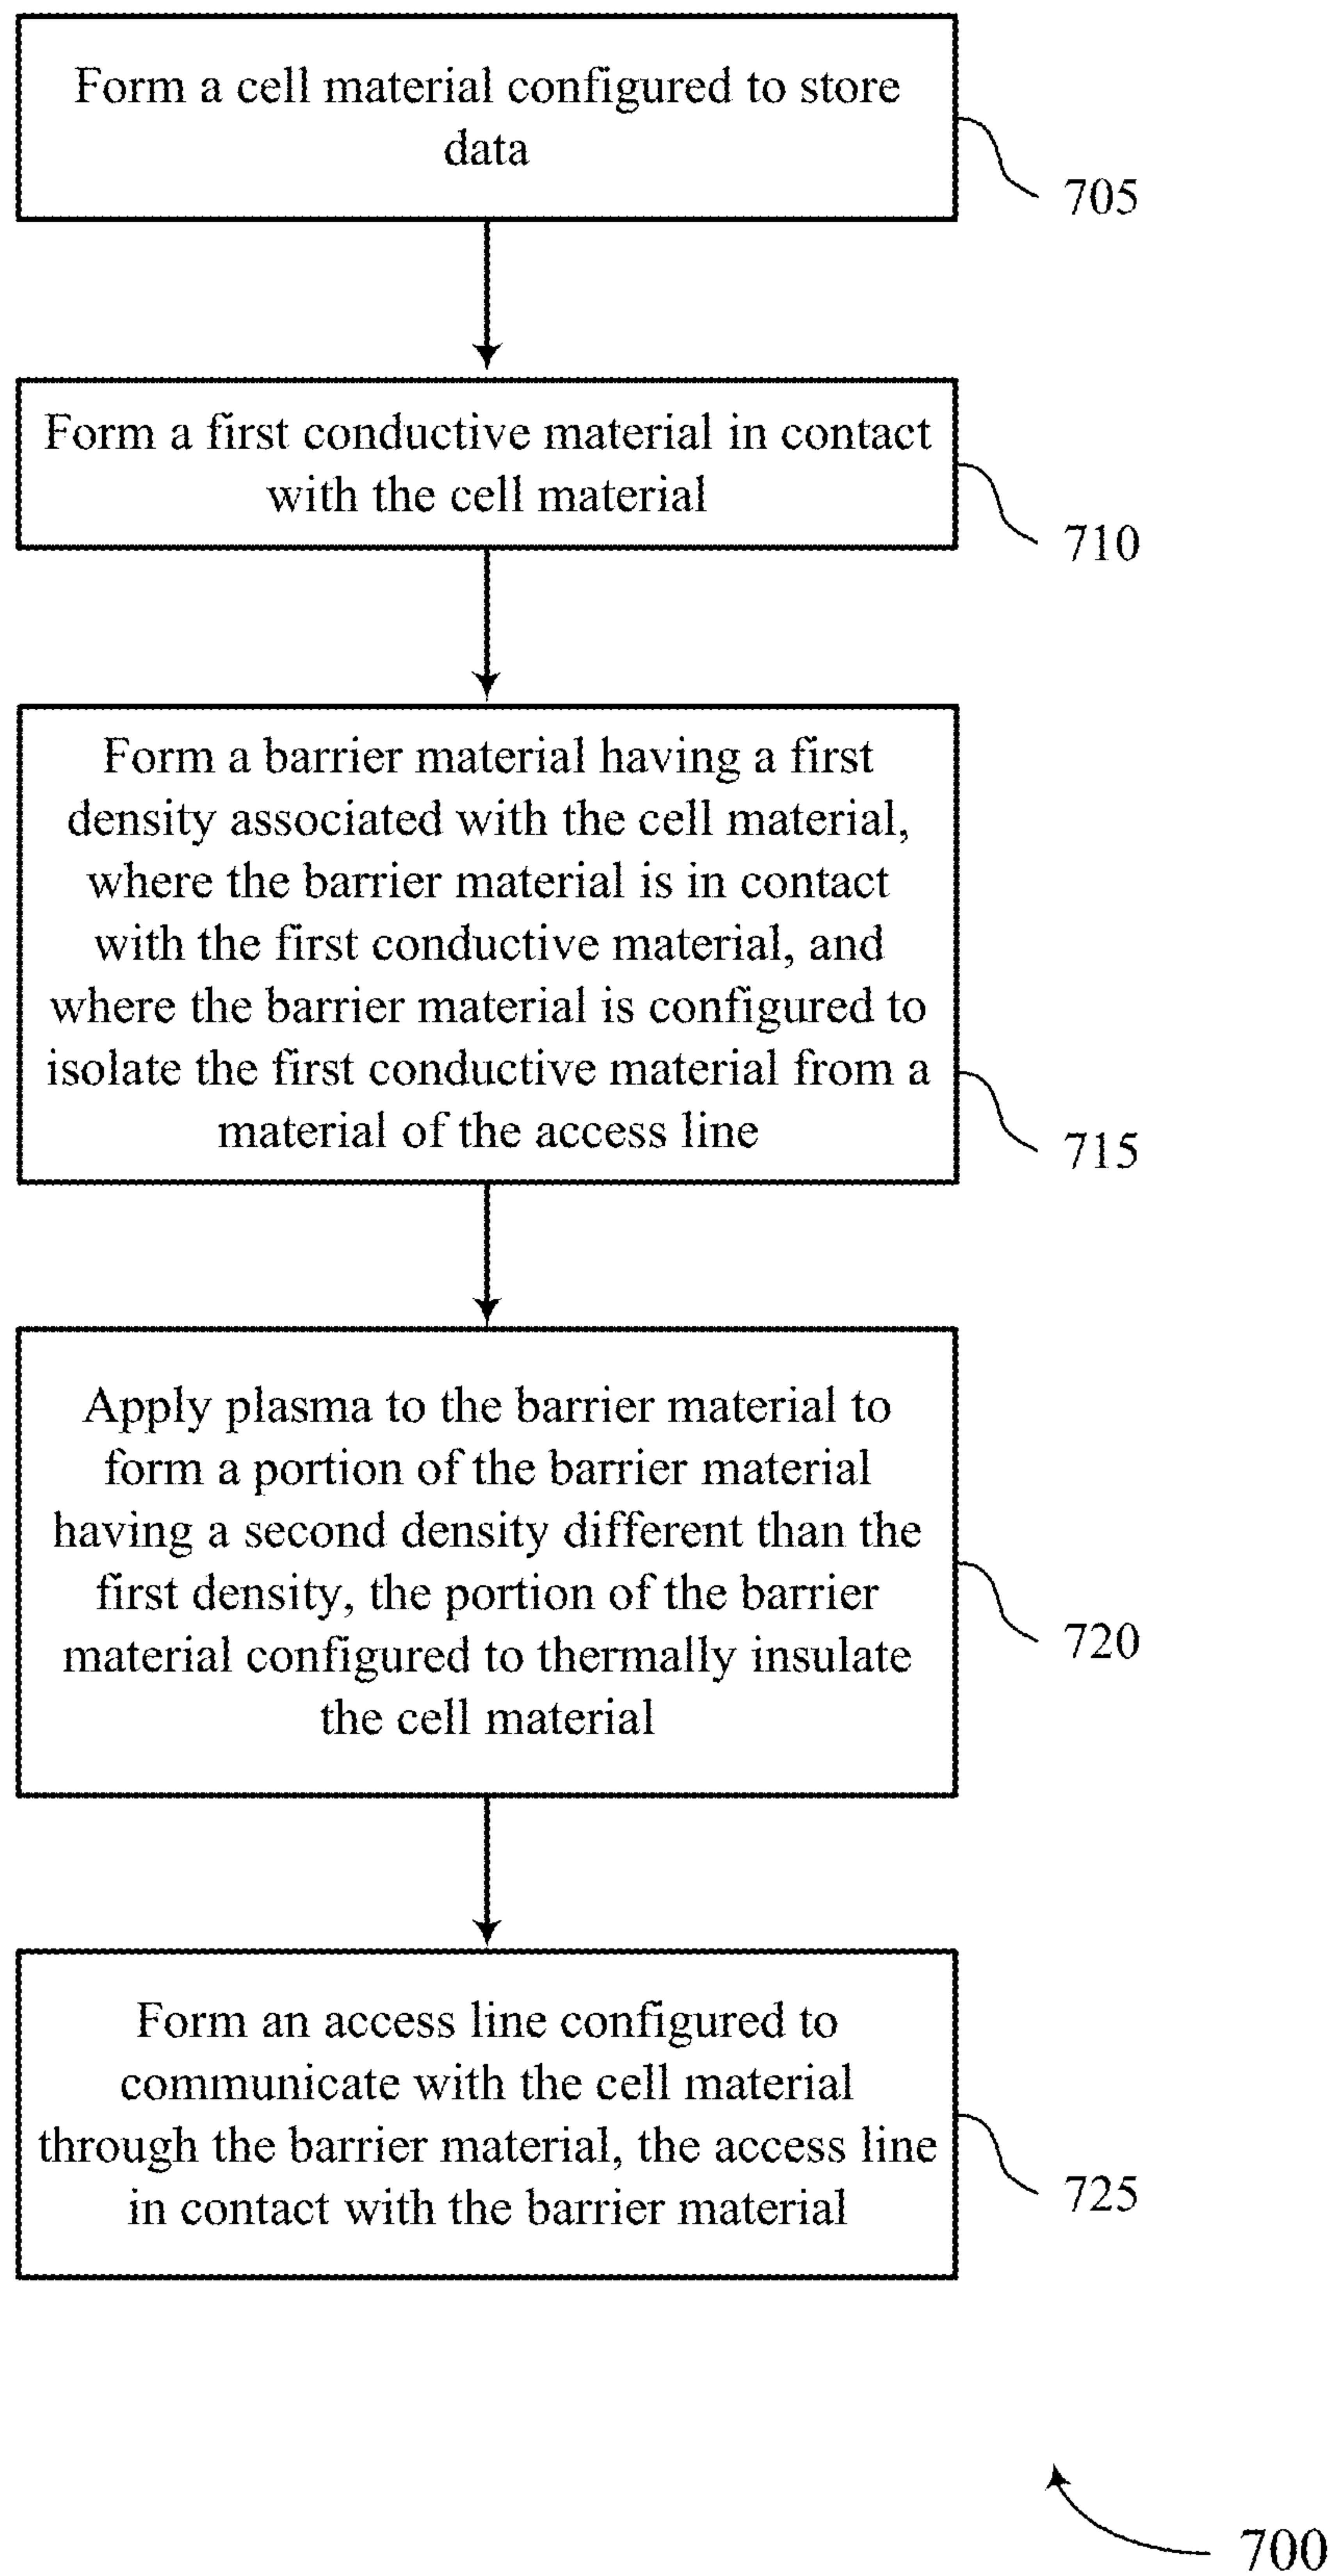 Form a cell material configured to store
data
705
Form a first conductive material in contact
with the cell material
710
Form a barrier material having a first
density associated with the cell material,
where the barrier material is in contact
with the first conductive material, and
where the barrier material is configured to
isolate the first conductive material from a
material of the access line
715
Apply plasma to the barrier material to
form a portion of the barrier material
having a second density different than the
first density, the portion of the barrier
material configured to thermally insulate
the cell material
720
Form an access line configured to
communicate with the cell material
through the barrier material, the access line
in contact with the barrier material
725
700